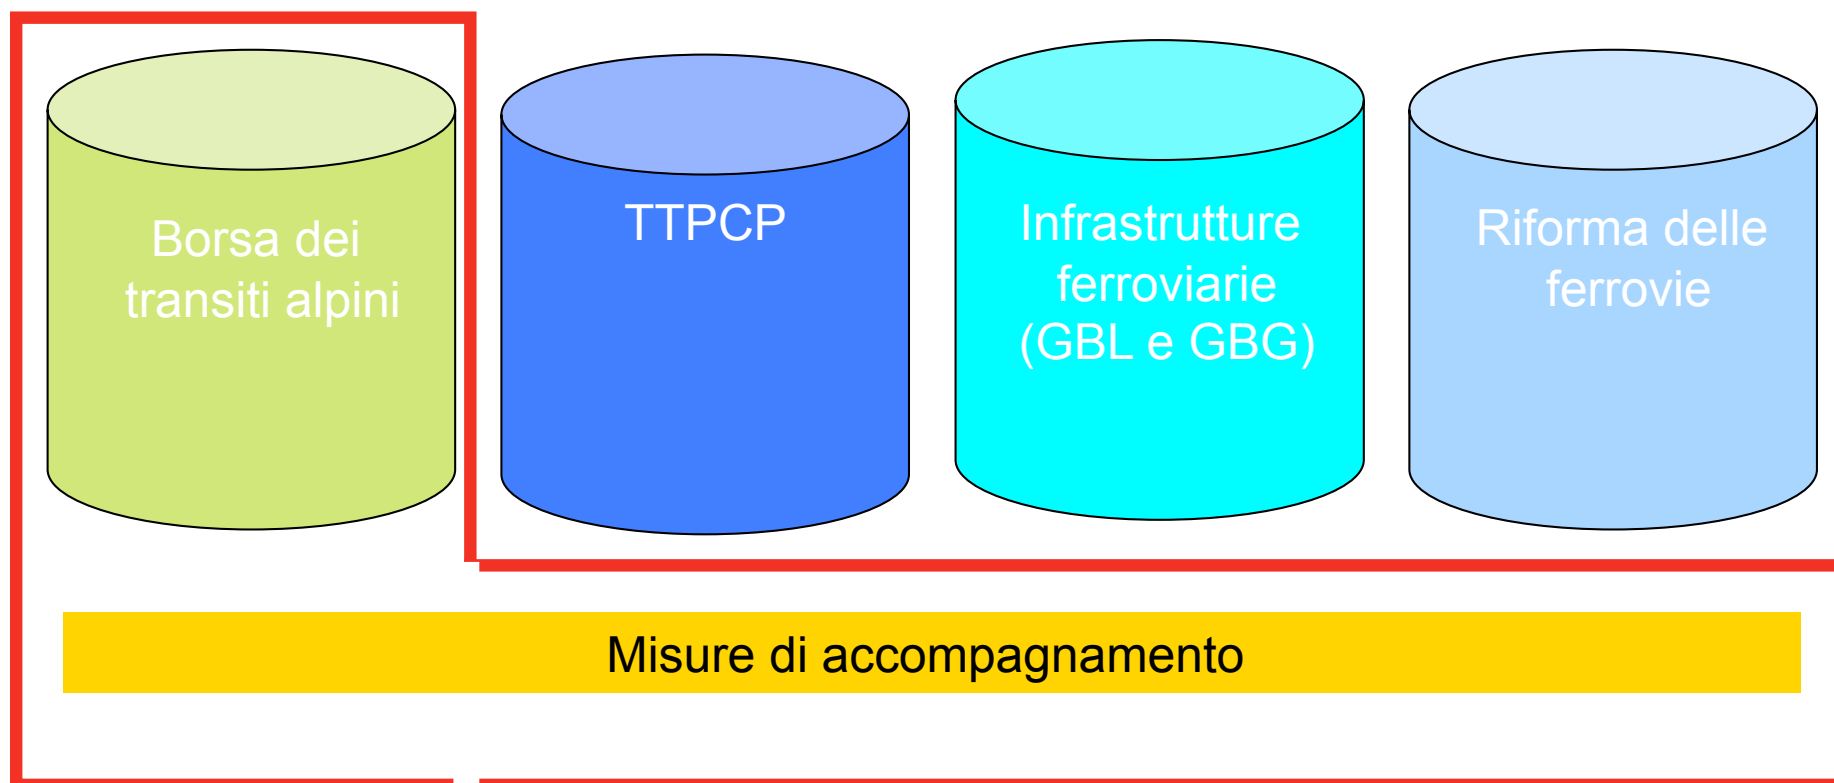 Borsa dei
transiti alpini
TTPCP
Infrastrutture
ferroviarie
(GBL e GBG)
Riforma delle
ferrovie
Misure di accompagnamento